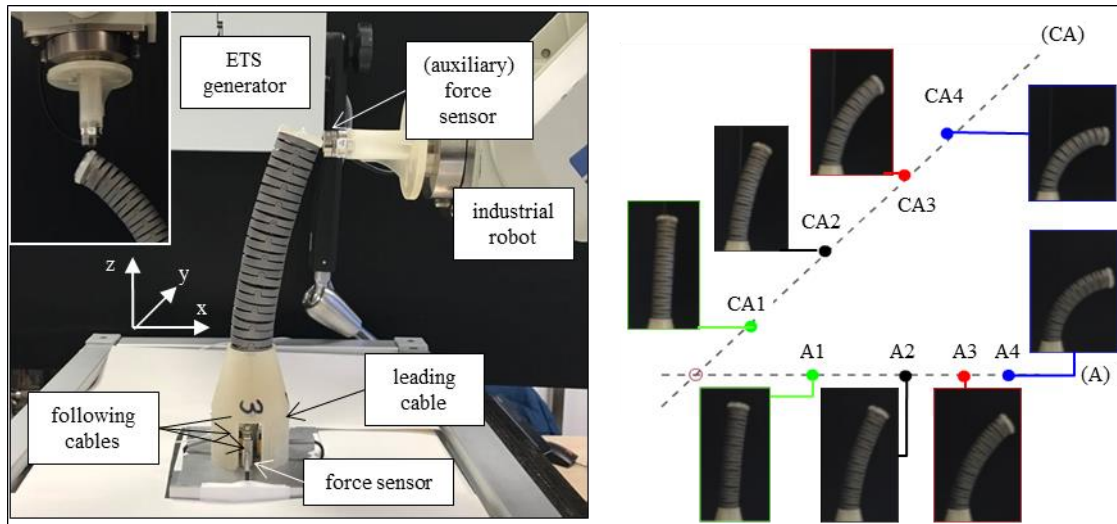 ETS
generator
(auxiliary)
force
sensor
industrial
robot
z
y
x
leading
cable
following
cables
3
force sensor
(CA)
CA4
CA3
CA2
CA1
A1
A2
A3
A4
(A)